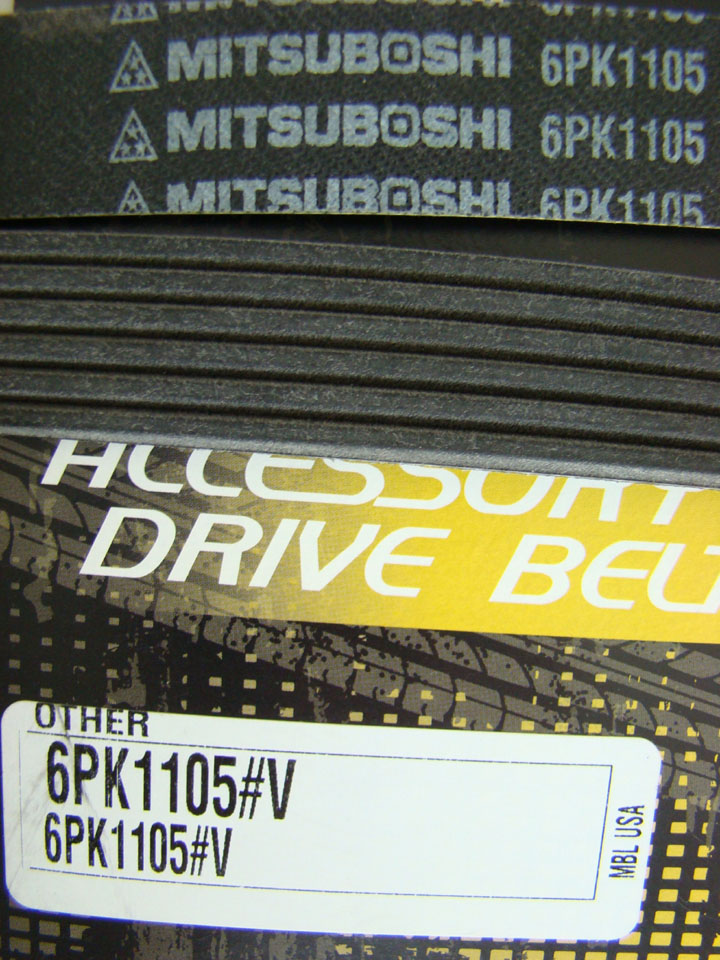 MITSUBOSHI 6PK1105
MITSUBOSHI 6PK1105
MITSUBOSHI 6PK1105
ACCESSORY
DRIVE BELT
OTHER
6PK1105#V
6PK1105#V
MBL USA